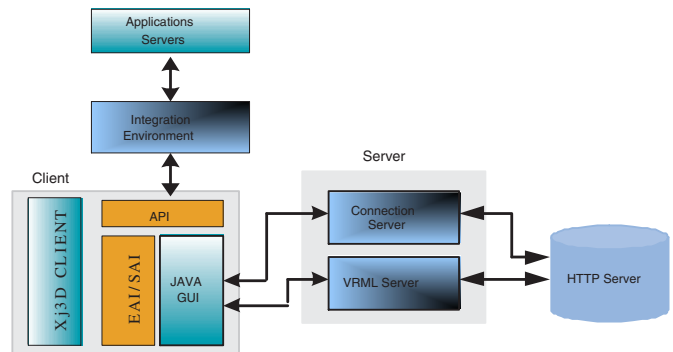 Applications
Servers
Integration
Environment
Client
Server
Xj3D CLIENT
API
EAI/SAI
JAVA
GUI
Connection
Server
VRML Server
HTTP Server